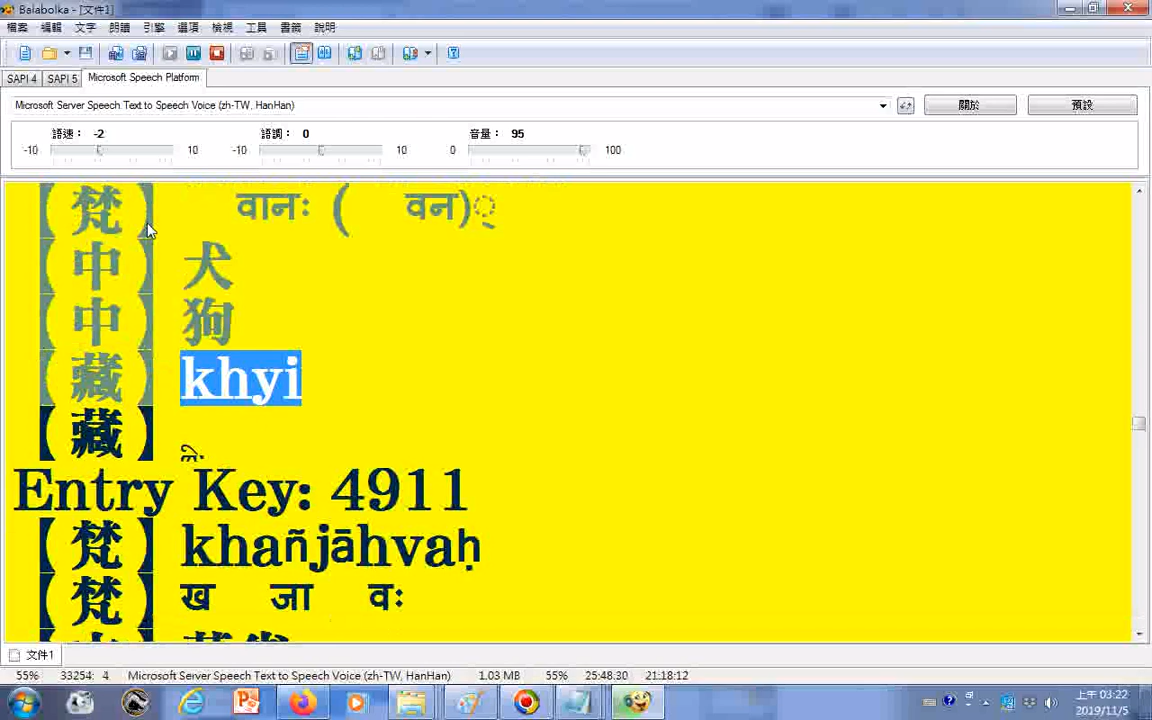 Balabolka - [文件1]
檔案 編輯 文字 朗讀 引擎 選項 檢視 工具 書籤 說明
SAPI 4 SAPI 5 Microsoft Speech Platform
Microsoft Server Speech Text to Speech Voice (zh-TW, HanHan) 關於 預設
語速： -2 語調： 0 音量： 95
-10 10 -10 10 0 100
【梵】 वानः ( वन)्
【中】 犬
【中】 狗
【藏】 khyi
【藏】
Entry Key: 4911
【梵】 khañjāhvaḥ
【梵】 ख जा वः
文件1
55% 33254: 4 Microsoft Server Speech Text to Speech Voice (zh-TW, HanHan) 1.03 MB 55% 25:48.30 21:18:12
上午 03:22
2019/11/5